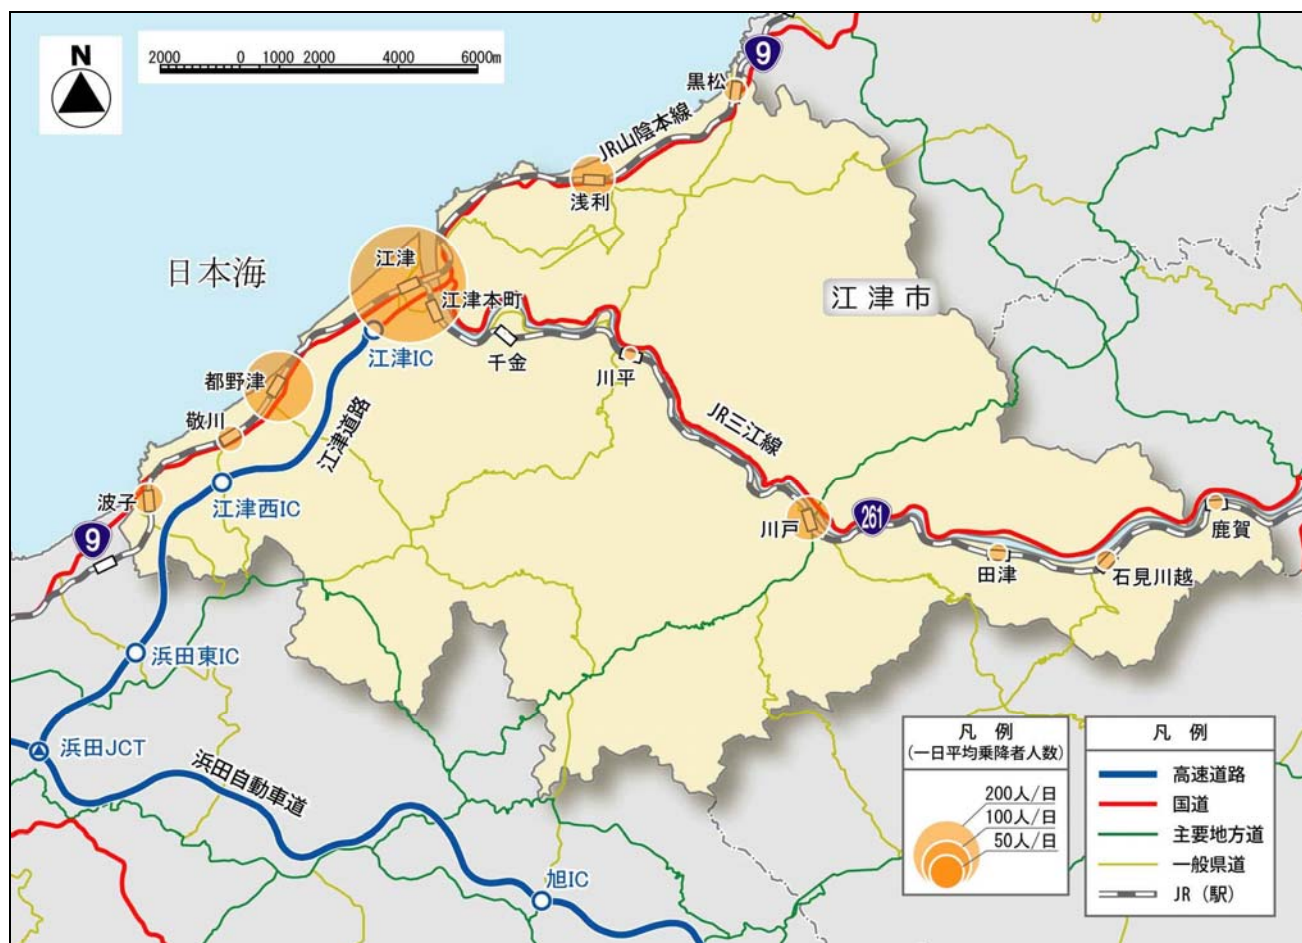 N
2000 0 1000 2000 4000 6000m
9
黒松
JR山陰本線
浅利
日本海
江津
江津本町
江津市
江津IC
千金
川平
都野津
敬川
江津道路
JR三江線
波子
江津西IC
9
川戸
261
田津
石見川越
鹿賀
浜田東IC
浜田JCT
浜田自動車道
旭IC
凡 例
(一日平均乗降者人数)
200人/日
100人/日
50人/日
凡 例
高速道路
国道
主要地方道
一般県道
JR(駅)